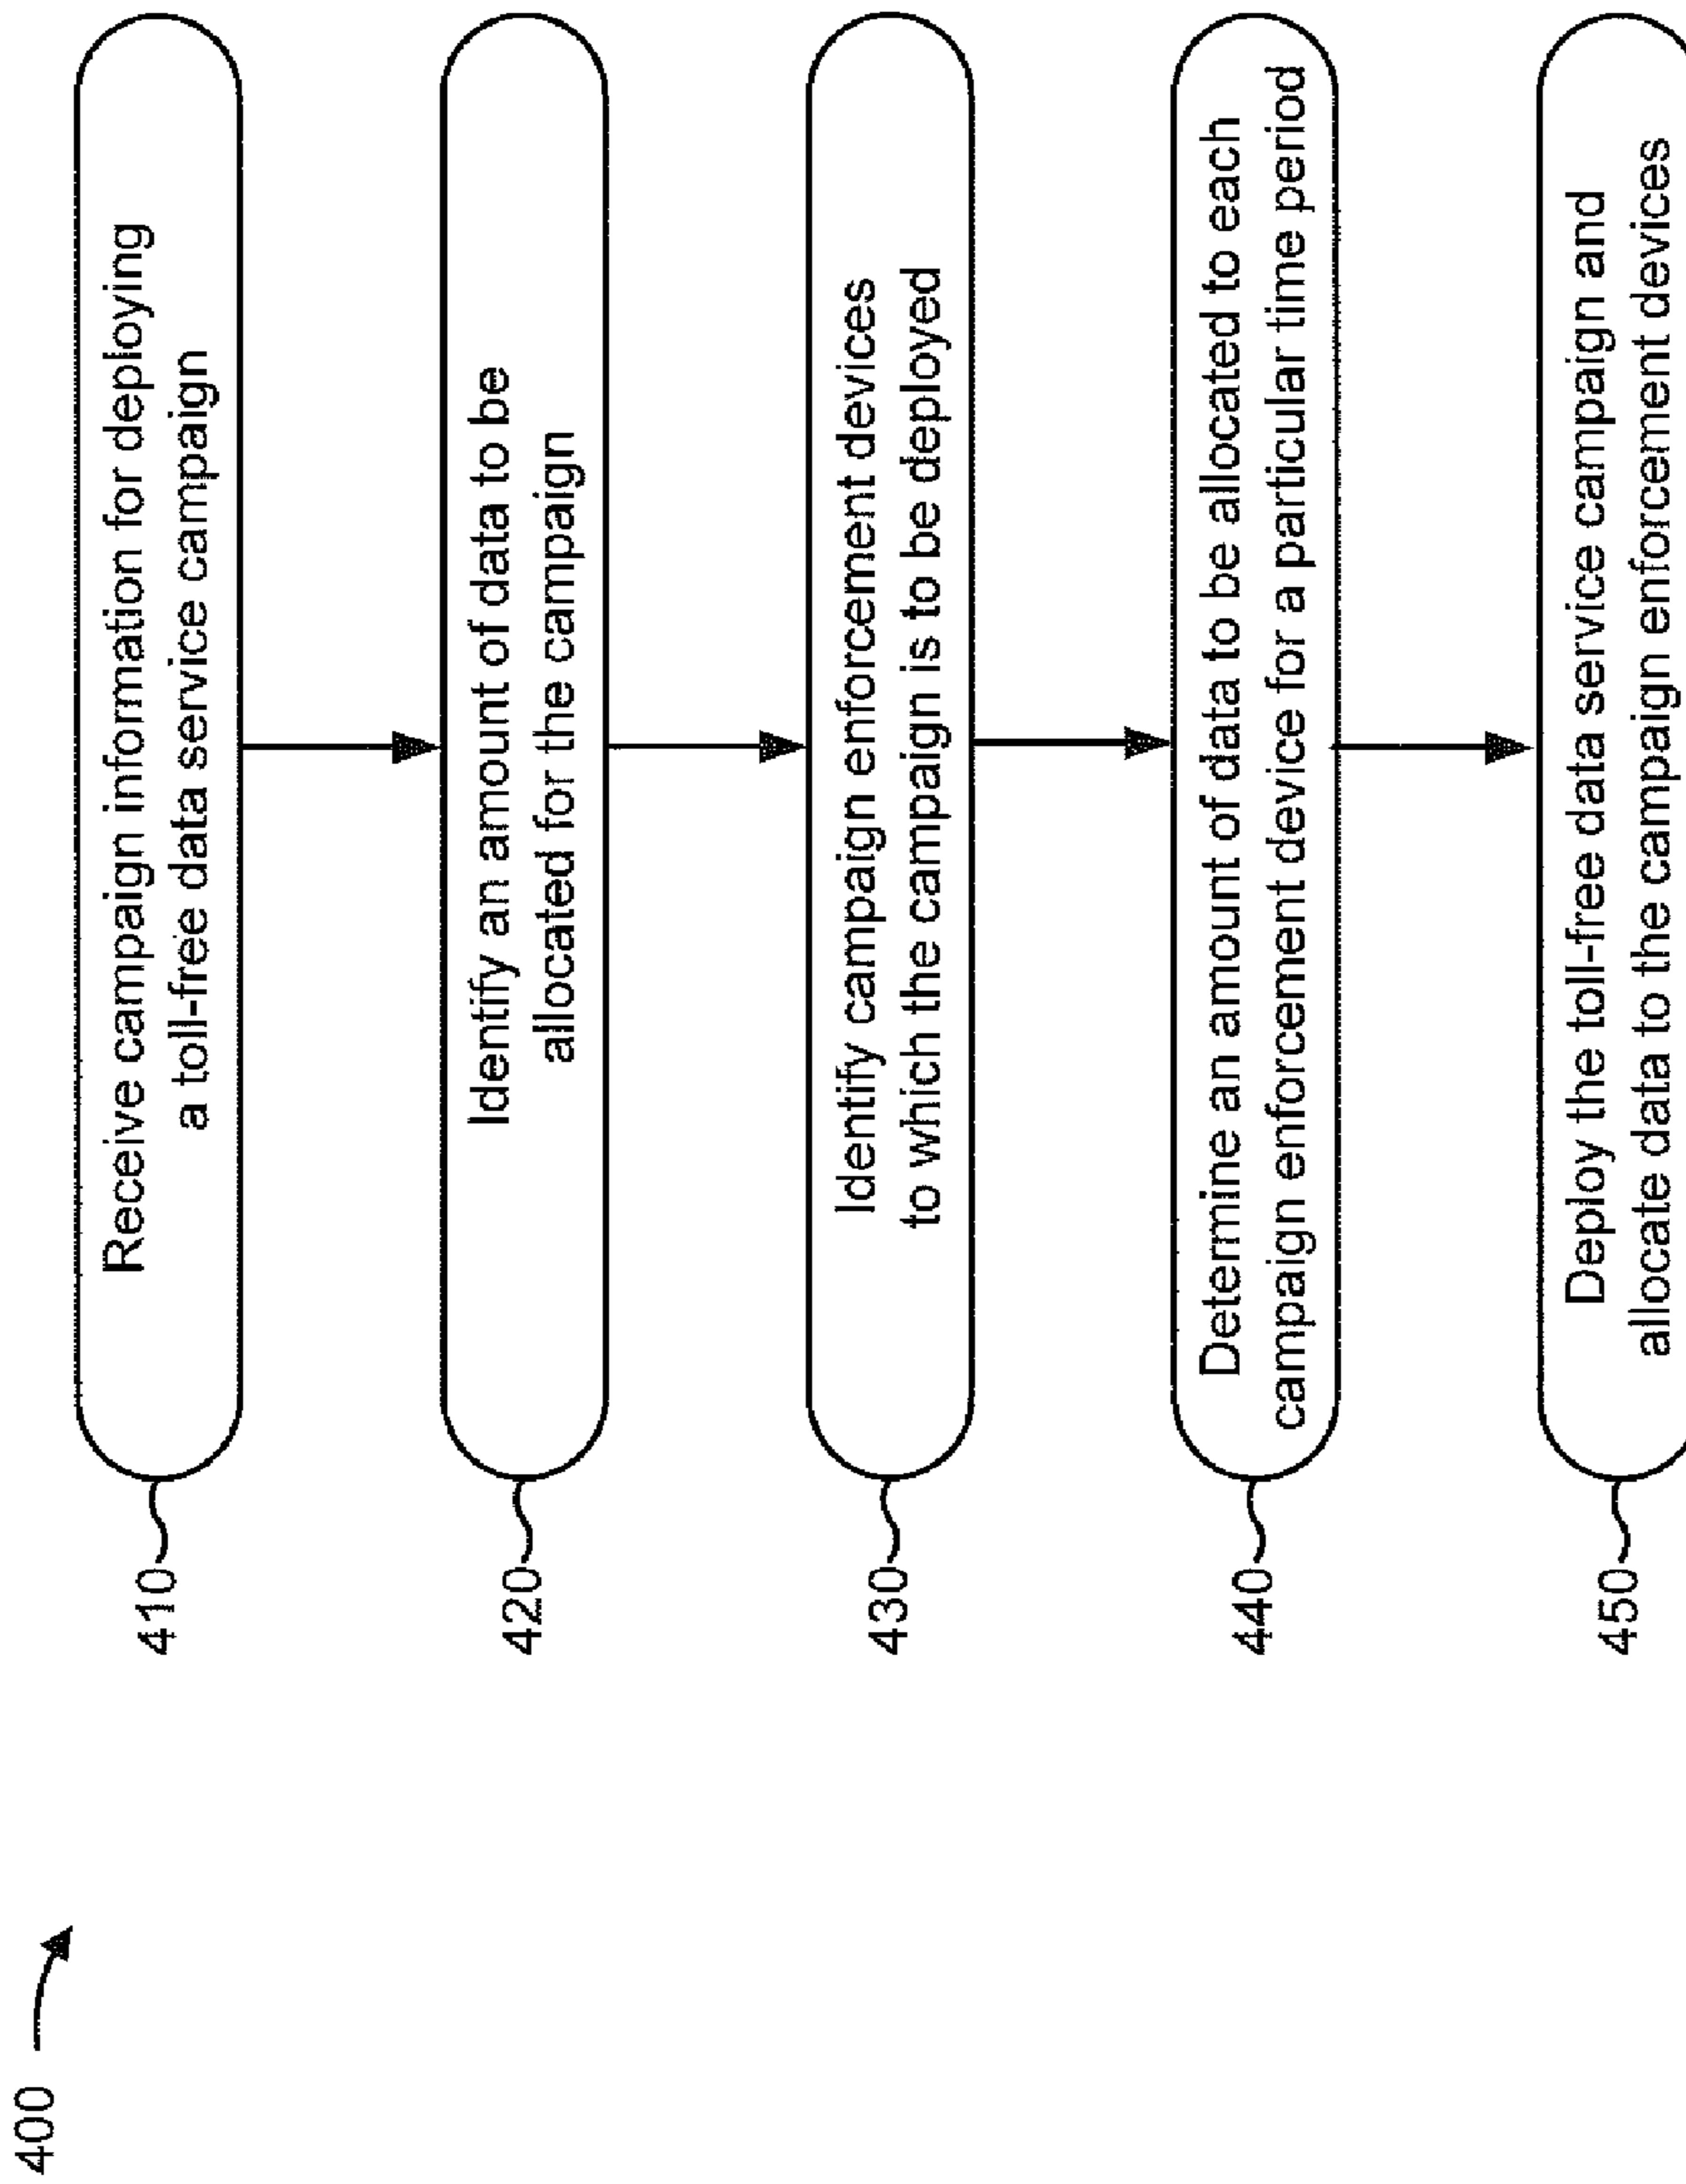 400
410
Receive campaign information for deploying
a toll-free data service campaign
420
Identify an amount of data to be
allocated for the campaign
430
Identify campaign enforcement devices
to which the campaign is to be deployed
440
Determine an amount of data to be allocated to each
campaign enforcement device for a particular time period
450
Deploy the toll-free data service campaign and
allocate data to the campaign enforcement devices